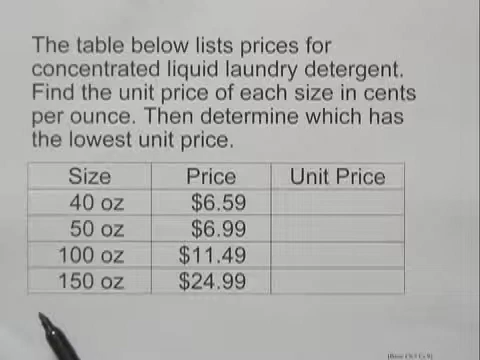 The table below lists prices for
concentrated liquid laundry detergent.
Find the unit price of each size in cents
per ounce. Then determine which has
the lowest unit price.
Size Price Unit Price
40 oz $6.59
50 oz $6.99
100 oz $11.49
150 oz $24.99